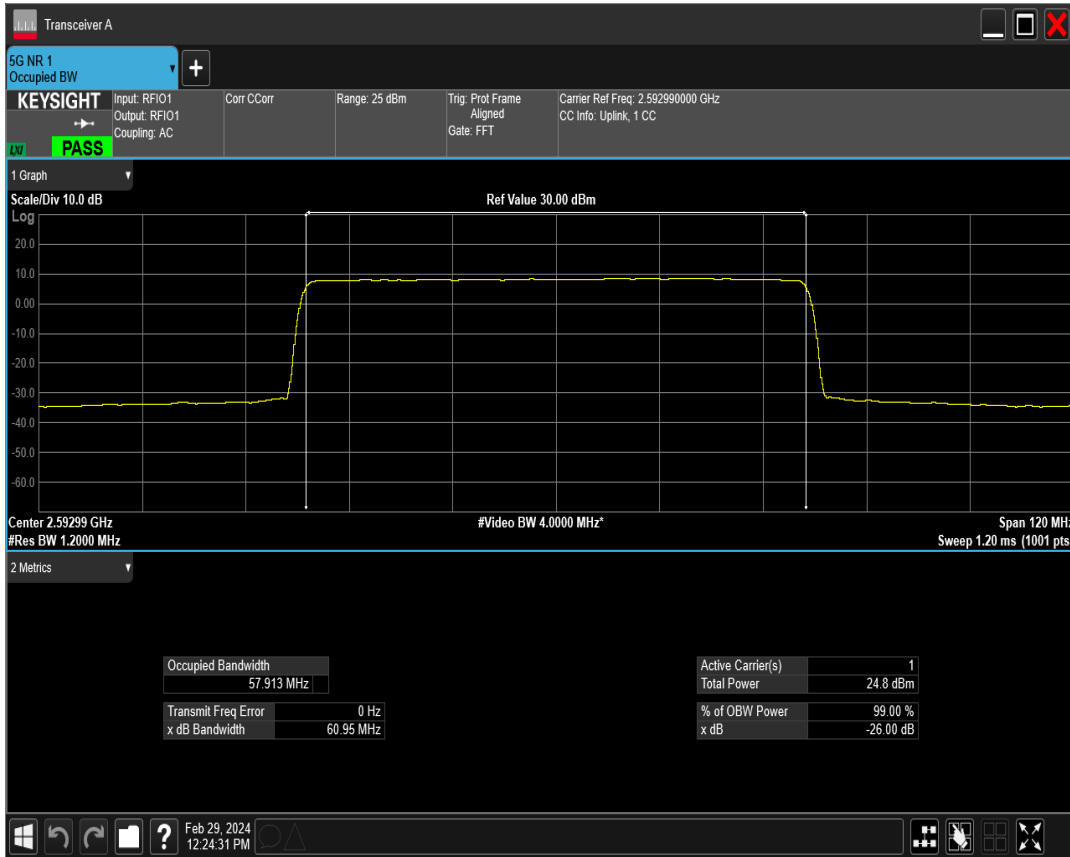 Transceiver A
5G NR 1
Occupied BW
+
KEYSIGHT
LXI
PASS
Input: RFIO1
Output: RFIO1
Coupling: AC
Corr CCorr
Range: 25 dBm
Trig: Prot Frame
Aligned
Gate: FFT
Carrier Ref Freq: 2.592990000 GHz
CC Info: Uplink, 1 CC
1 Graph
Scale/Div 10.0 dB
Ref Value 30.00 dBm
Log
20.0
10.0
0.00
-10.0
-20.0
-30.0
-40.0
-50.0
-60.0
Center 2.59299 GHz
#Video BW 4.0000 MHz*
Span 120 MHz
#Res BW 1.2000 MHz
Sweep 1.20 ms (1001 pts
2 Metrics
Occupied Bandwidth
57.913 MHz
Transmit Freq Error 0 Hz
x dB Bandwidth 60.95 MHz
Active Carrier(s) 1
Total Power 24.8 dBm
% of OBW Power 99.00 %
x dB -26.00 dB
?
Feb 29, 2024
12:24:31 PM